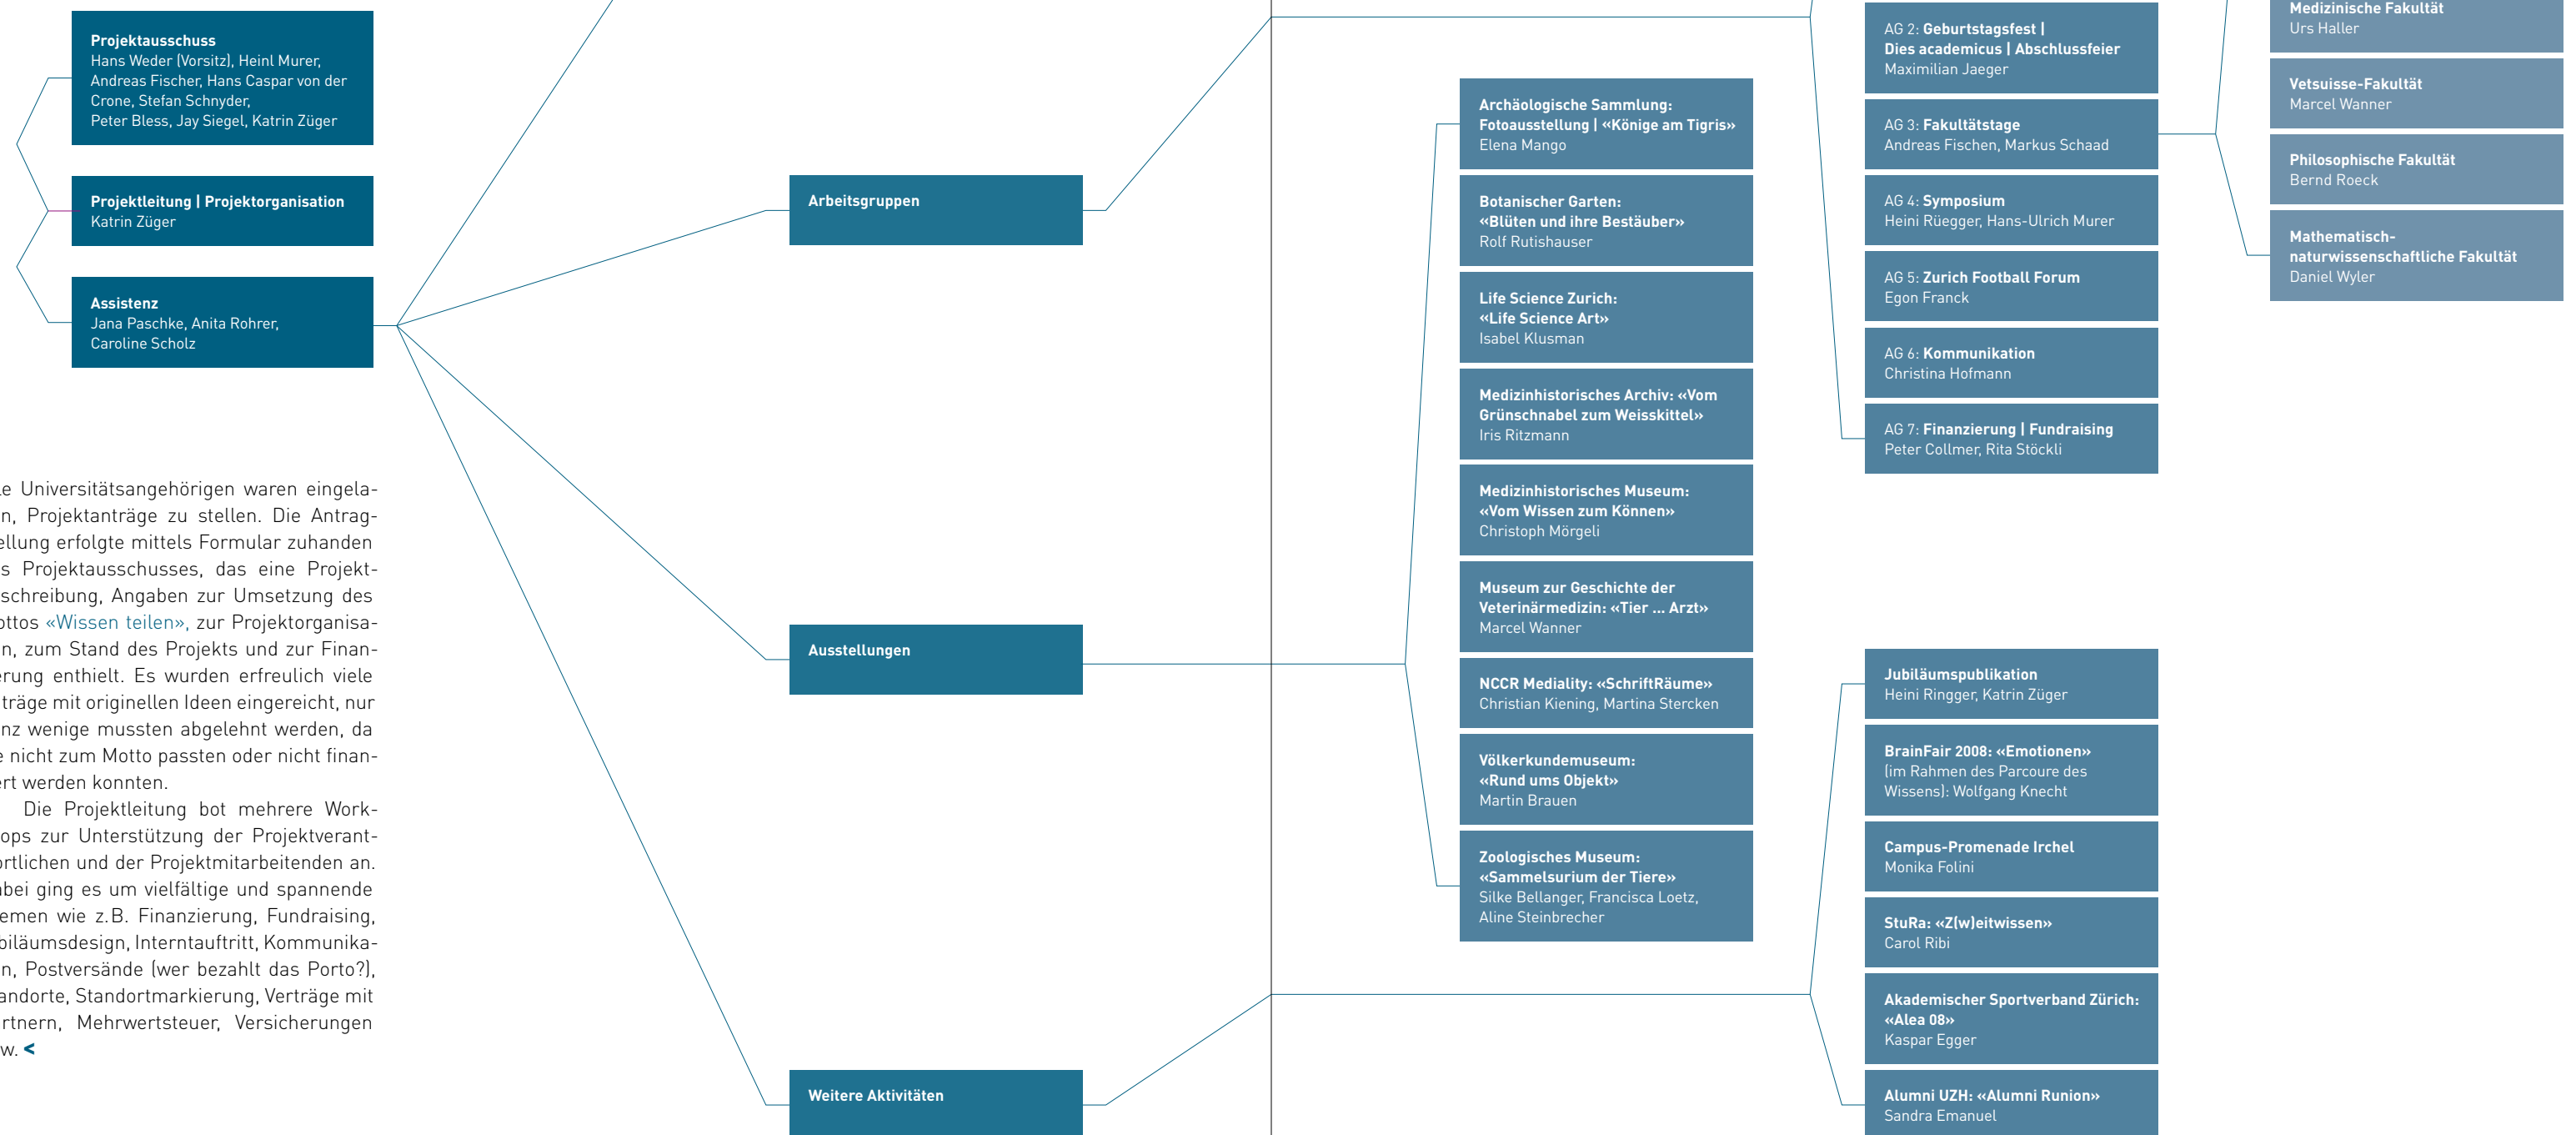 Projektausschuss
Hans Weder (Vorsitz), Heinl Murer,
Andreas Fischer, Hans Caspar von der
Crone, Stefan Schnyder,
Peter Bless, Jay Siegel, Katrin Züger
Projektleitung | Projektorganisation
Katrin Züger
Assistenz
Jana Paschke, Anita Rohrer,
Caroline Scholz
le Universitätsangehörigen waren eingela-
n, Projektanträge zu stellen. Die Antrag-
ellung erfolgte mittels Formular zuhanden
s Projektausschusses, das eine Projekt-
schreibung, Angaben zur Umsetzung des
ottos «Wissen teilen», zur Projektorganisa-
n, zum Stand des Projekts und zur Finan-
erung enthielt. Es wurden erfreulich viele
träge mit originellen Ideen eingereicht, nur
nz wenige mussten abgelehnt werden, da
e nicht zum Motto passten oder nicht finan-
ert werden konnten.
Die Projektleitung bot mehrere Work-
ops zur Unterstützung der Projektverant-
ortlichen und der Projektmitarbeitenden an.
abei ging es um vielfältige und spannende
emen wie z.B. Finanzierung, Fundraising,
biläumsdesign, Interntauftritt, Kommunika-
n, Postversände (wer bezahlt das Porto?),
andorte, Standortmarkierung, Verträge mit
rtnern, Mehrwertsteuer, Versicherungen
w. <
Arbeitsgruppen
Ausstellungen
Weitere Aktivitäten
Archäologische Sammlung:
Fotoausstellung | «Könige am Tigris»
Elena Mango
Botanischer Garten:
«Blüten und ihre Bestäuber»
Rolf Rutishauser
Life Science Zurich:
«Life Science Art»
Isabel Klusman
Medizinhistorisches Archiv: «Vom
Grünschnabel zum Weisskittel»
Iris Ritzmann
Medizinhistorisches Museum:
«Vom Wissen zum Können»
Christoph Mörgeli
Museum zur Geschichte der
Veterinärmedizin: «Tier ... Arzt»
Marcel Wanner
NCCR Mediality: «SchriftRäume»
Christian Kiening, Martina Stercken
Völkerkundemuseum:
«Rund ums Objekt»
Martin Brauen
Zoologisches Museum:
«Sammelsurium der Tiere»
Silke Bellanger, Francisca Loetz,
Aline Steinbrecher
AG 2: Geburtstagsfest |
Dies academicus | Abschlussfeier
Maximilian Jaeger
AG 3: Fakultätstage
Andreas Fischen, Markus Schaad
AG 4: Symposium
Heini Rüegger, Hans-Ulrich Murer
AG 5: Zurich Football Forum
Egon Franck
AG 6: Kommunikation
Christina Hofmann
AG 7: Finanzierung | Fundraising
Peter Collmer, Rita Stöckli
Jubiläumspublikation
Heini Ringger, Katrin Züger
BrainFair 2008: «Emotionen»
(im Rahmen des Parcoure des
Wissens): Wolfgang Knecht
Campus-Promenade Irchel
Monika Folini
StuRa: «Z(w)eitwissen»
Carol Ribi
Akademischer Sportverband Zürich:
«Alea 08»
Kaspar Egger
Alumni UZH: «Alumni Runion»
Sandra Emanuel
Medizinische Fakultät
Urs Haller
Vetsuisse-Fakultät
Marcel Wanner
Philosophische Fakultät
Bernd Roeck
Mathematisch-
naturwissenschaftliche Fakultät
Daniel Wyler